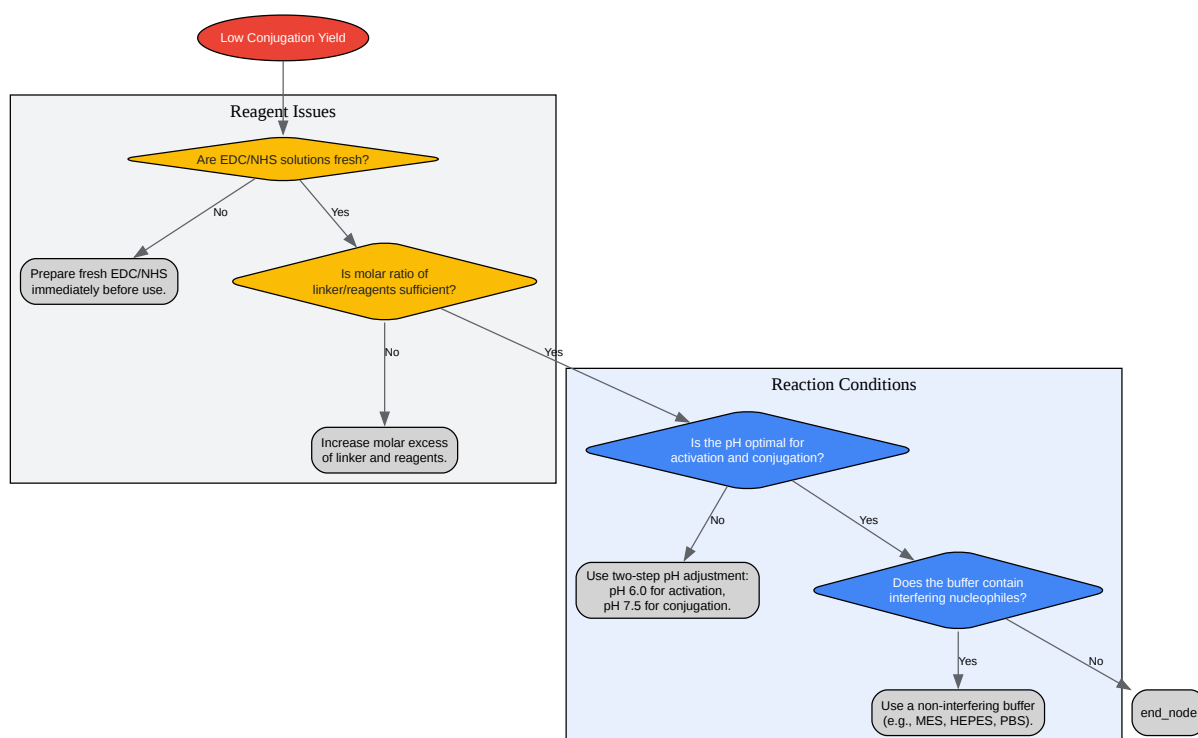 Low Conjugation Yield
Reagent Issues
Are EDC/NHS solutions fresh?
No
Yes
Prepare fresh EDC/NHS
immediately before use.
Is molar ratio of
linker/reagents sufficient?
No
Yes
Increase molar excess
of linker and reagents.
Reaction Conditions
Is the pH optimal for
activation and conjugation?
No
Yes
Use two-step pH adjustment:
pH 6.0 for activation,
pH 7.5 for conjugation.
Does the buffer contain
interfering nucleophiles?
Yes
No
Use a non-interfering buffer
(e.g., MES, HEPES, PBS).
end_node